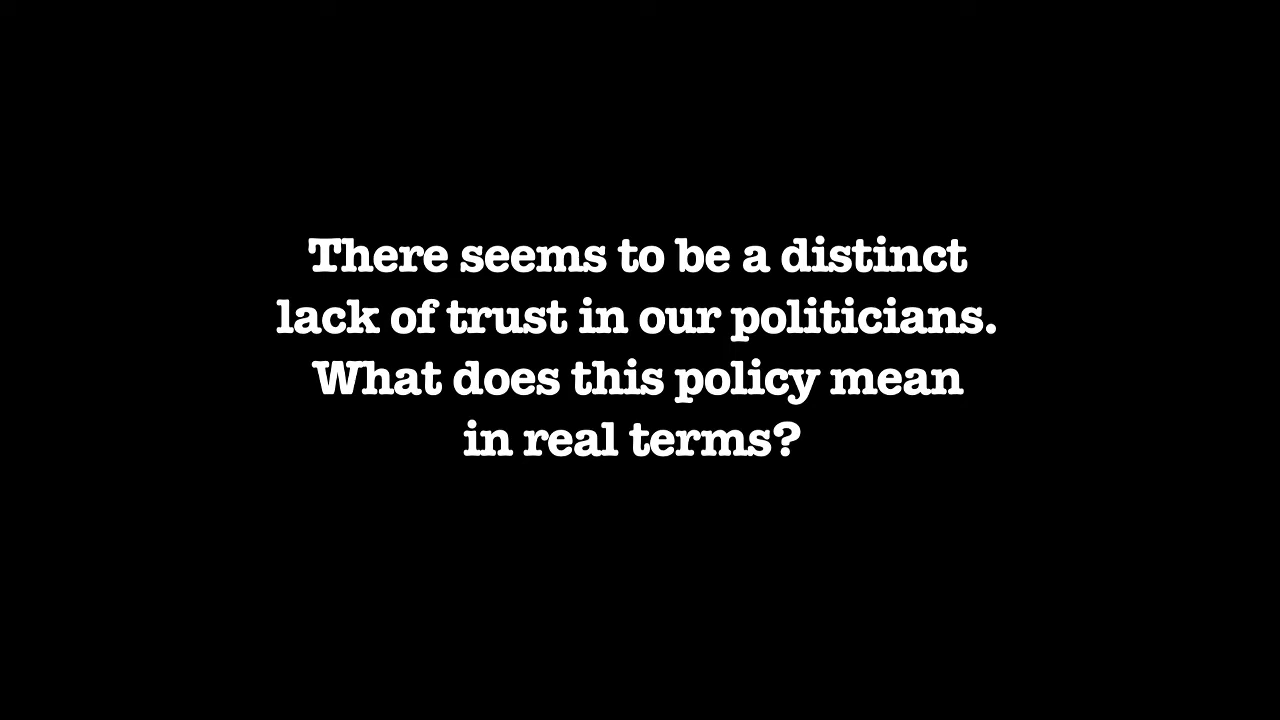 There seems to be a distinct
lack of trust in our politicians.
What does this policy mean
in real terms?